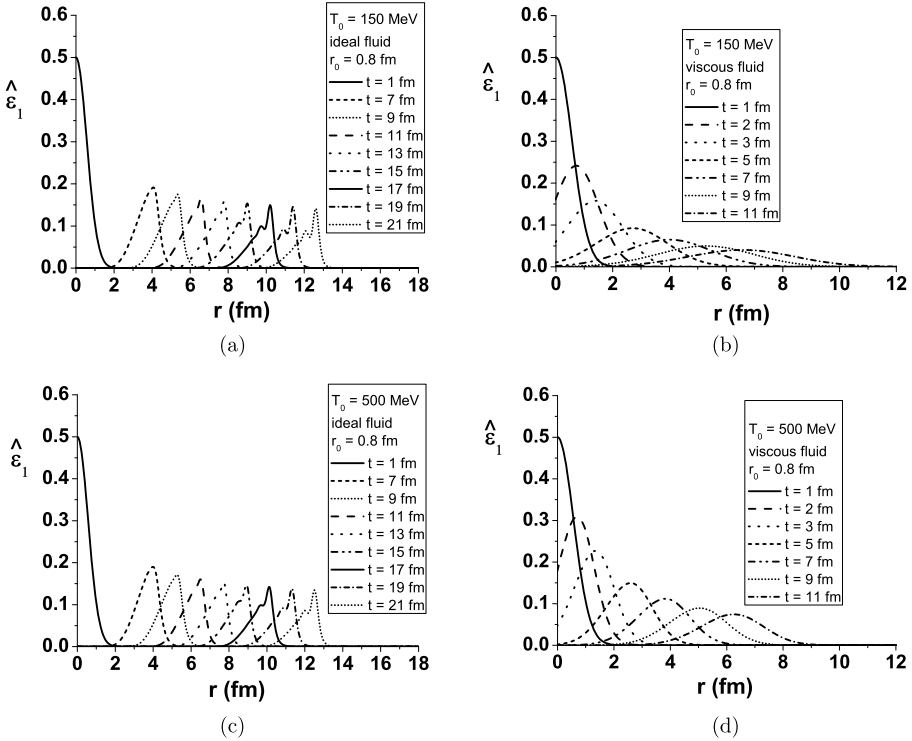 0.6
0.5
0.4
0.3
0.2
0.1
0.0
ε̂₁
0 2 4 6 8 10 12 14 16 18
r (fm)
T₀ = 150 MeV
ideal fluid
r₀ = 0.8 fm
t = 1 fm
t = 7 fm
t = 9 fm
t = 11 fm
t = 13 fm
t = 15 fm
t = 17 fm
t = 19 fm
t = 21 fm
(a)
0.6
0.5
0.4
0.3
0.2
0.1
0.0
ε̂₁
0 2 4 6 8 10 12
r (fm)
T₀ = 150 MeV
viscous fluid
r₀ = 0.8 fm
t = 1 fm
t = 2 fm
t = 3 fm
t = 5 fm
t = 7 fm
t = 9 fm
t = 11 fm
(b)
0.6
0.5
0.4
0.3
0.2
0.1
0.0
ε̂₁
0 2 4 6 8 10 12 14 16 18
r (fm)
T₀ = 500 MeV
ideal fluid
r₀ = 0.8 fm
t = 1 fm
t = 7 fm
t = 9 fm
t = 11 fm
t = 13 fm
t = 15 fm
t = 17 fm
t = 19 fm
t = 21 fm
(c)
0.6
0.5
0.4
0.3
0.2
0.1
0.0
ε̂₁
0 2 4 6 8 10 12
r (fm)
T₀ = 500 MeV
viscous fluid
r₀ = 0.8 fm
t = 1 fm
t = 2 fm
t = 3 fm
t = 5 fm
t = 7 fm
t = 9 fm
t = 11 fm
(d)